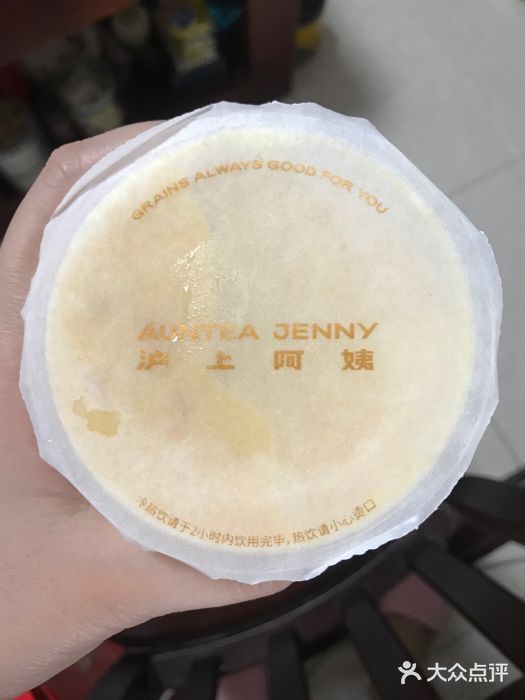 GRAINS ALWAYS GOOD FOR YOU
AUNTEA JENNY
沪上阿姨
冷热饮请于2小时内饮用完毕,热饮请小心烫口
大众点评